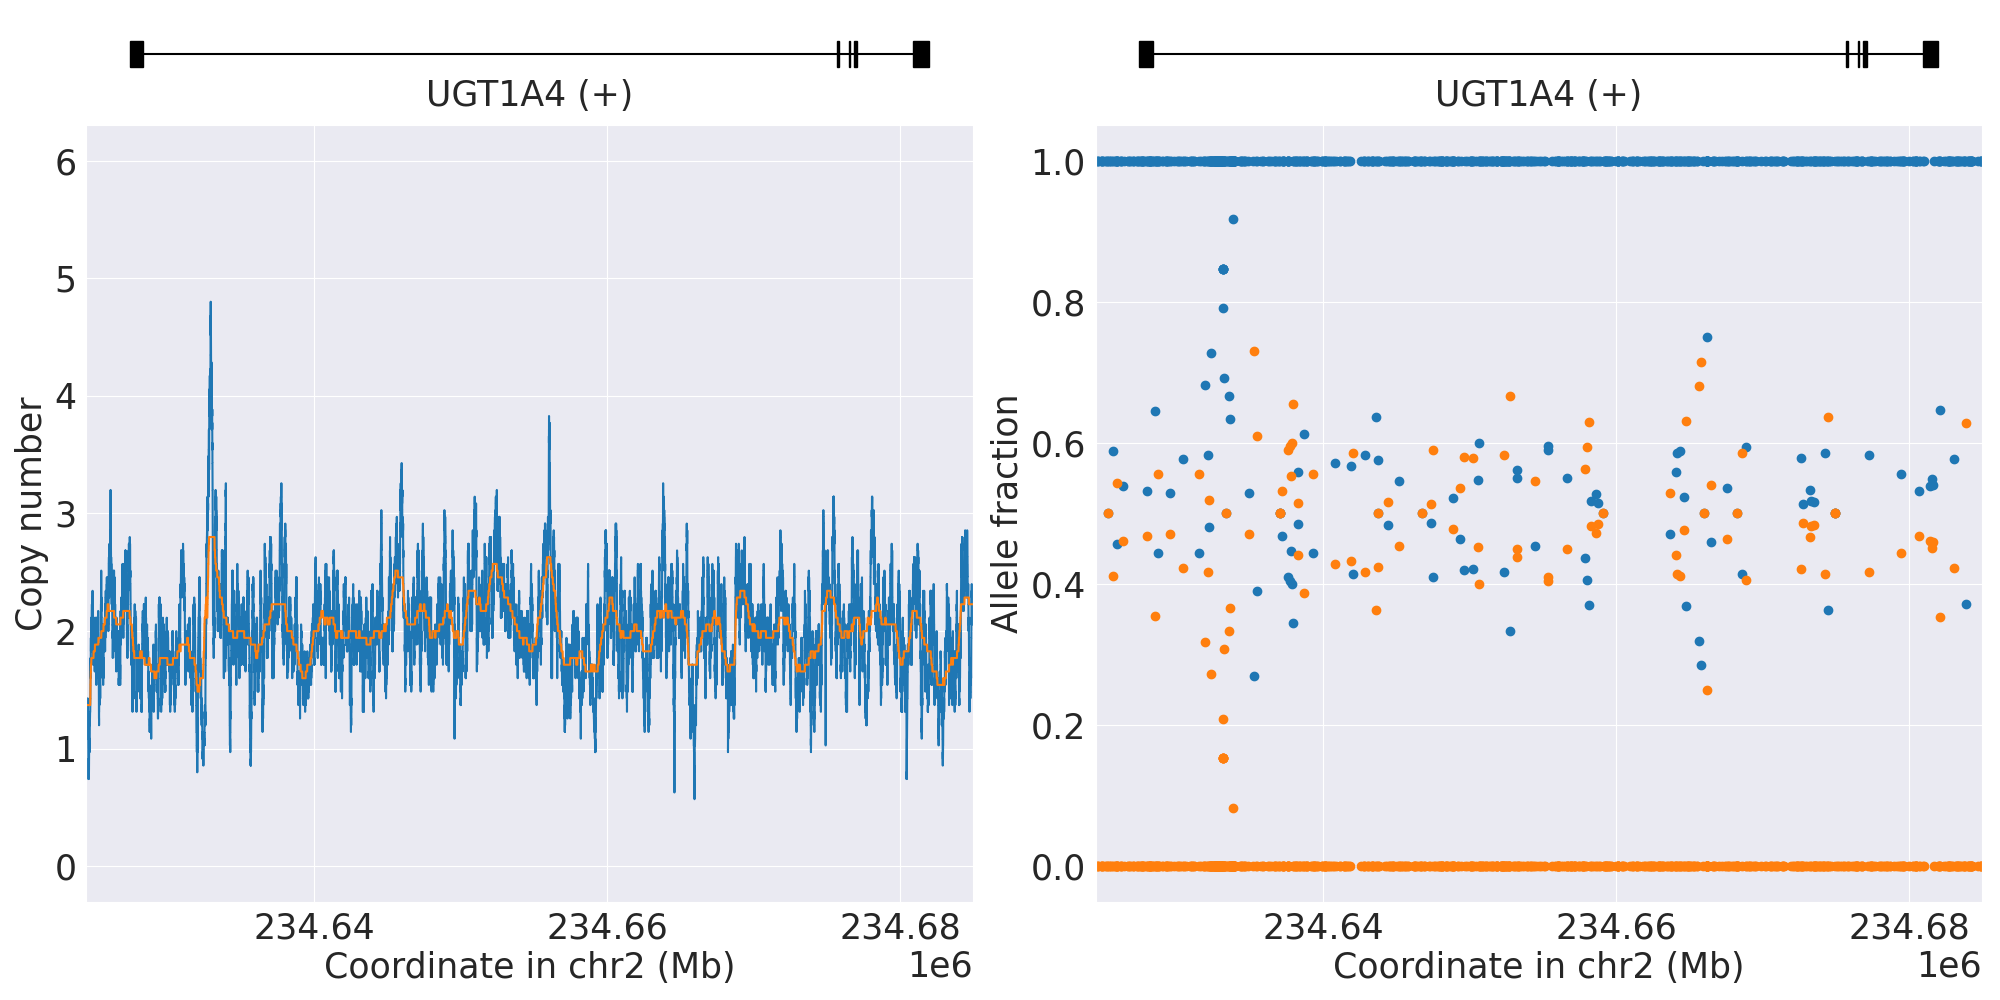 UGT1A4 (+)
Copy number
6
5
4
3
2
1
0
234.64
234.66
234.68
1e6
Coordinate in chr2 (Mb)
UGT1A4 (+)
Allele fraction
1.0
0.8
0.6
0.4
0.2
0.0
234.64
234.66
234.68
1e6
Coordinate in chr2 (Mb)